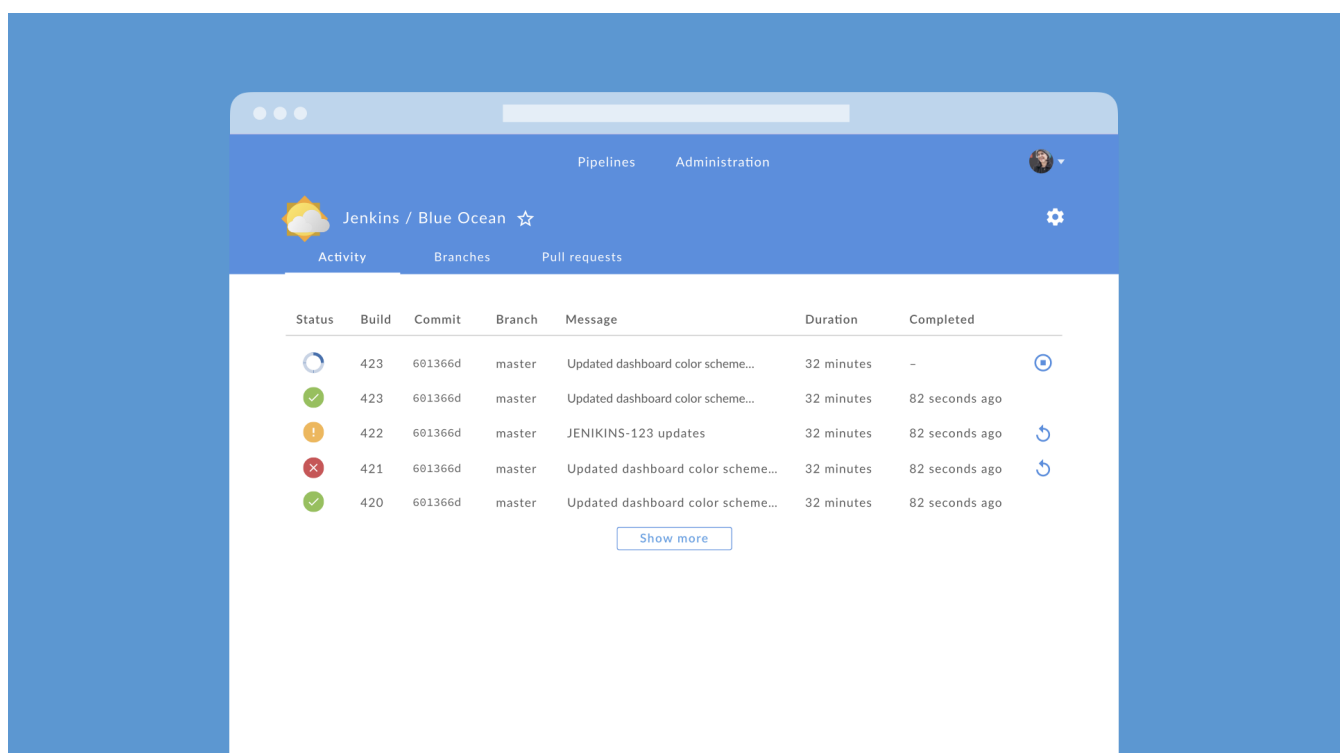 Pipelines Administration
Jenkins / Blue Ocean
Activity Branches Pull requests
Status Build Commit Branch Message Duration Completed
423 601366d master Updated dashboard color scheme... 32 minutes –
423 601366d master Updated dashboard color scheme... 32 minutes 82 seconds ago
422 601366d master JENIKINS-123 updates 32 minutes 82 seconds ago
421 601366d master Updated dashboard color scheme... 32 minutes 82 seconds ago
420 601366d master Updated dashboard color scheme... 32 minutes 82 seconds ago
Show more